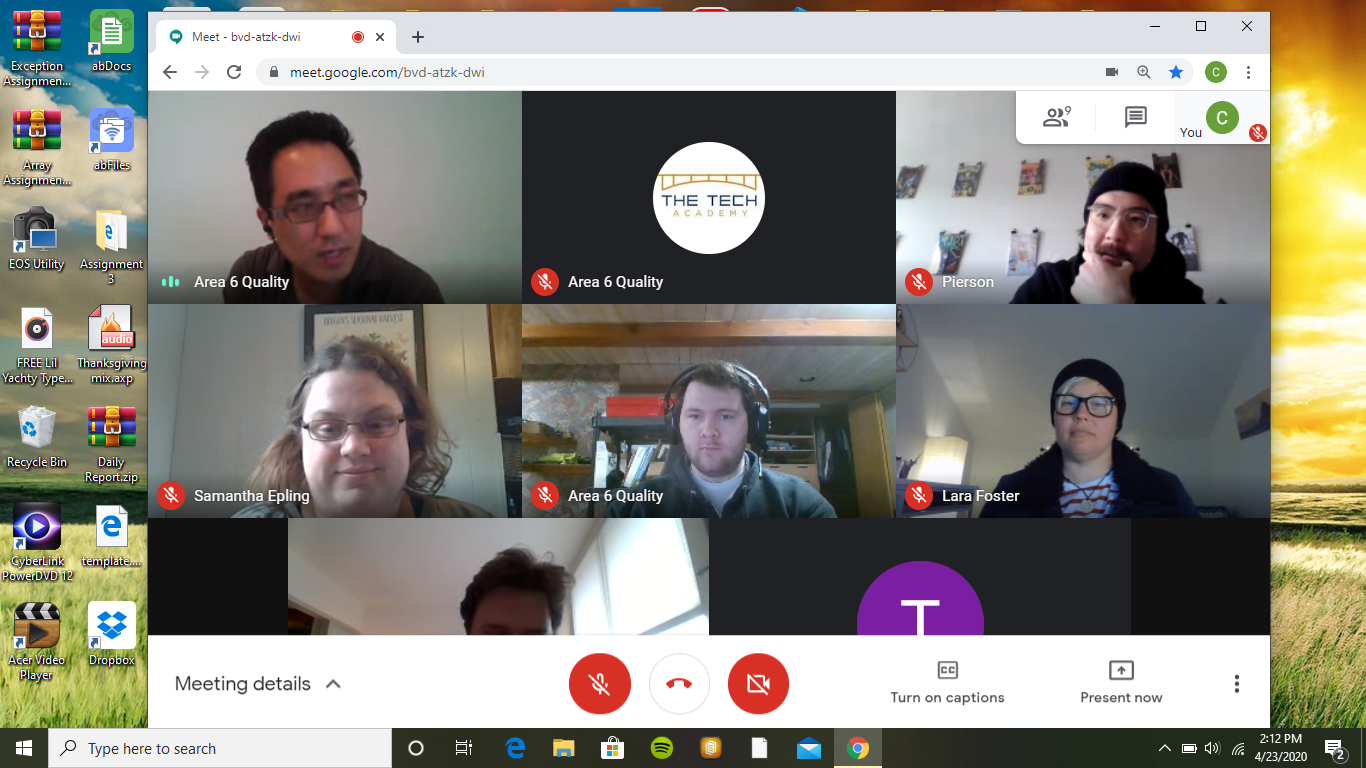 Meet - bvd-atzk-dwi
meet.google.com/bvd-atzk-dwi
C
9
You
C
Area 6 Quality
THE TECH
ACADEMY
Area 6 Quality
Pierson
OREGON'S SEASONAL HARVEST
Samantha Epling
Area 6 Quality
Lara Foster
T
Meeting details
CC
Turn on captions
Present now
Exception
Assignmen...
abDocs
Array
Assignmen...
abFiles
EOS Utility
Assignment
3
FREE Lil
Yachty Type...
audio
Thanksgiving
mix.axp
Recycle Bin
Daily
Report.zip
CyberLink
PowerDVD 12
template....
Acer Video
Player
Dropbox
Type here to search
2:12 PM
4/23/2020
2